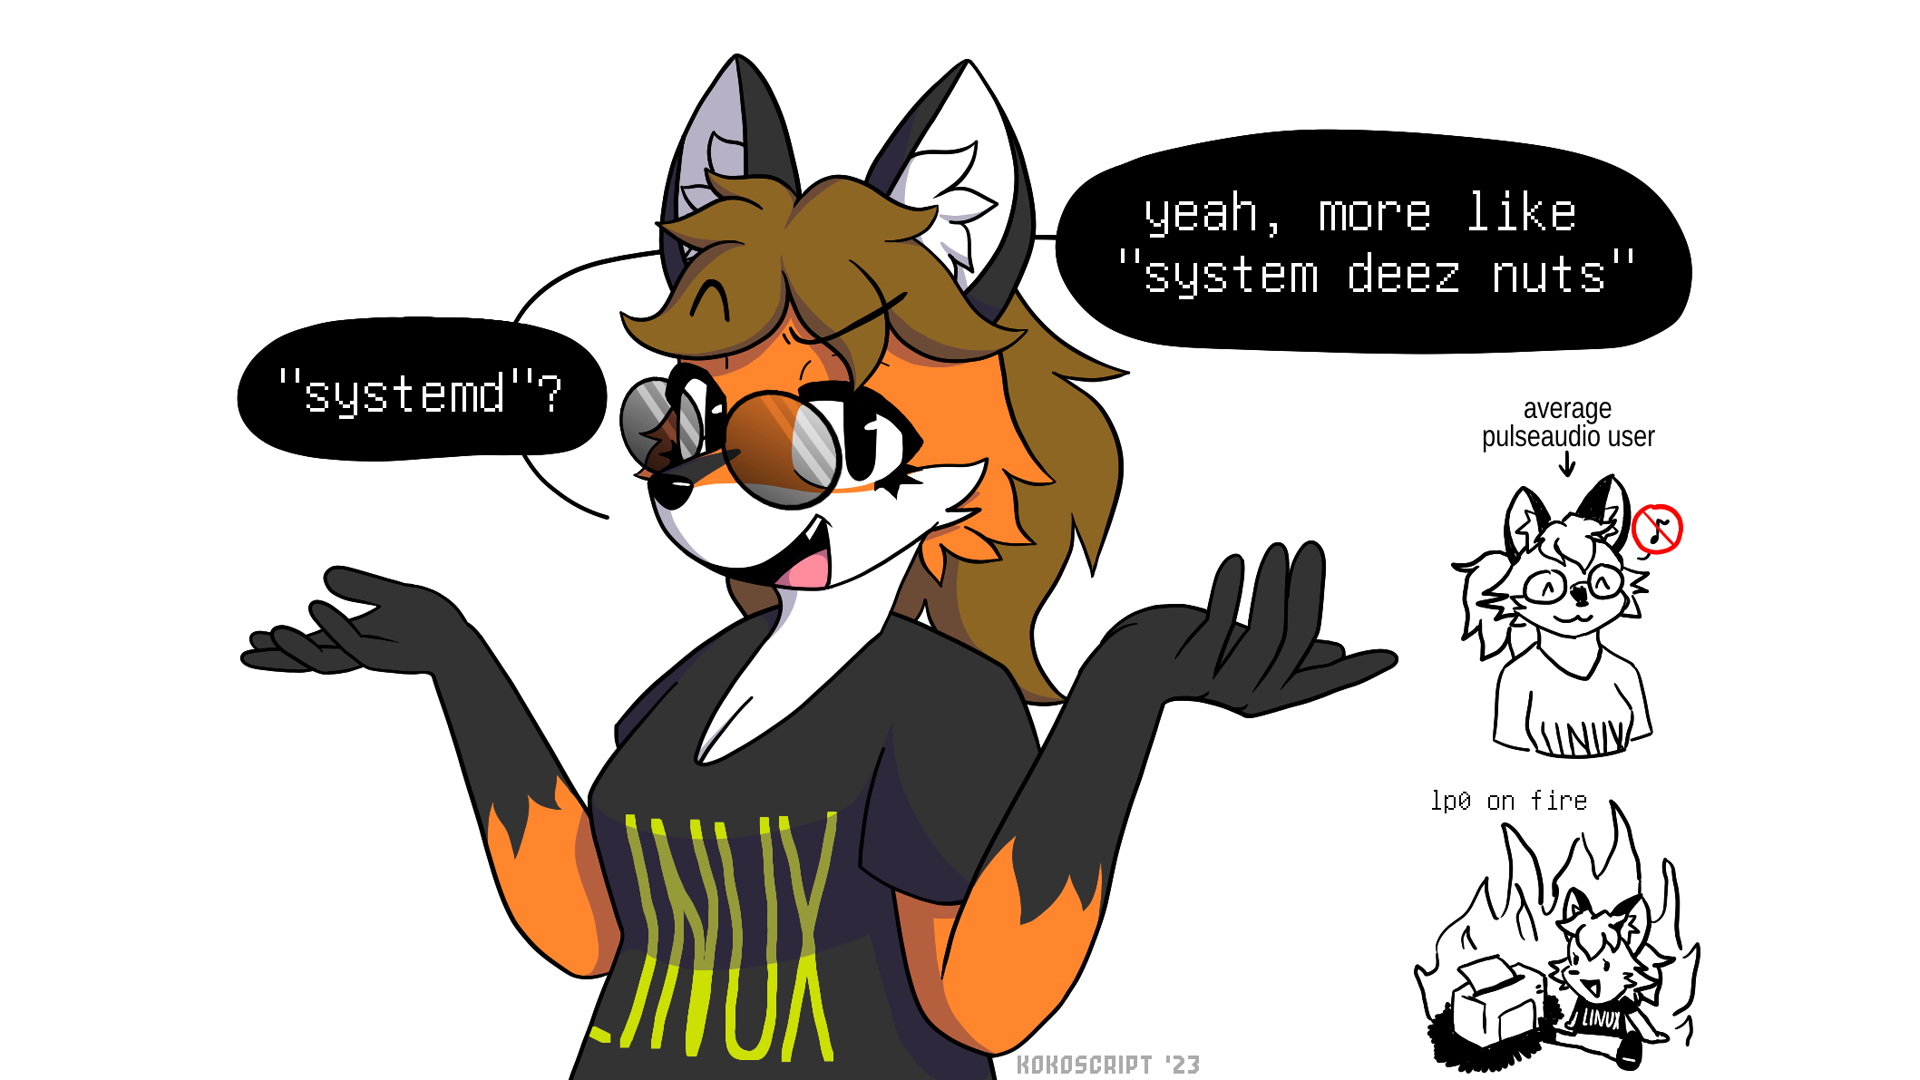 "systemd"?
yeah, more like
"system deez nuts"
average
pulseaudio user
LINUX
lp0 on fire
LINUX
LINUX
KOKOSCRIPT '23